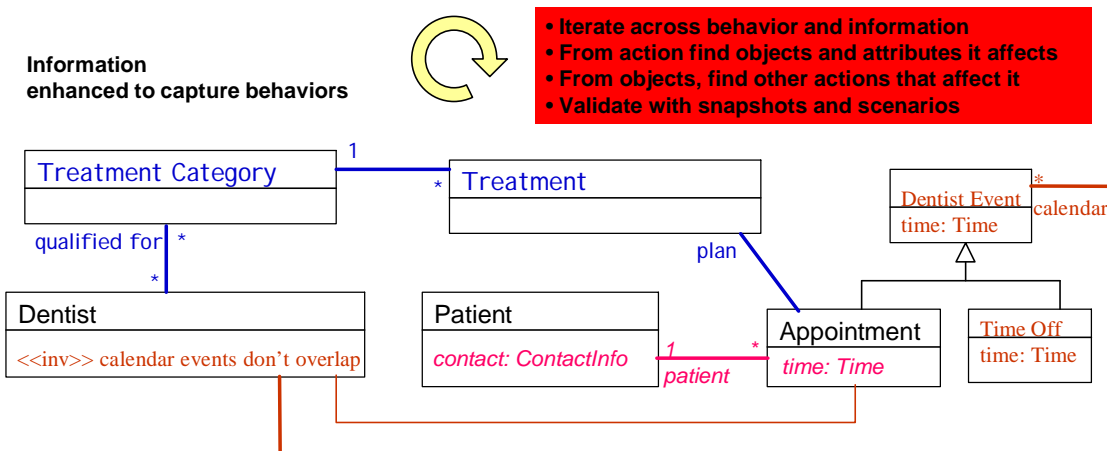 Information
enhanced to capture behaviors
• Iterate across behavior and information
• From action find objects and attributes it affects
• From objects, find other actions that affect it
• Validate with snapshots and scenarios
Treatment Category
1
*
Treatment
Dentist Event
time: Time
*
calendar
qualified for
*
*
plan
Dentist
<<inv>> calendar events don’t overlap
Patient
contact: ContactInfo
1
patient
*
Appointment
time: Time
Time Off
time: Time